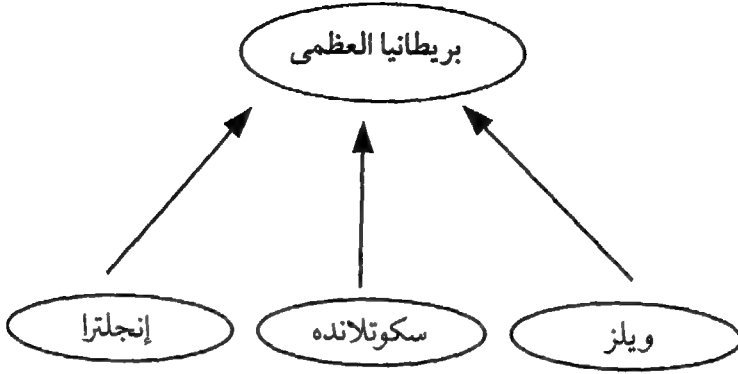 بريطانيا العظمى
ويلز
سكوتلانده
إنجلترا